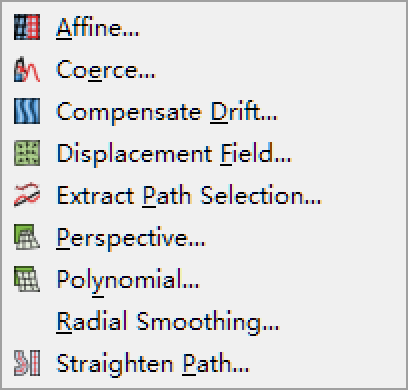 Affine...
Coerce...
Compensate Drift...
Displacement Field...
Extract Path Selection...
Perspective...
Polynomial...
Radial Smoothing...
Straighten Path...